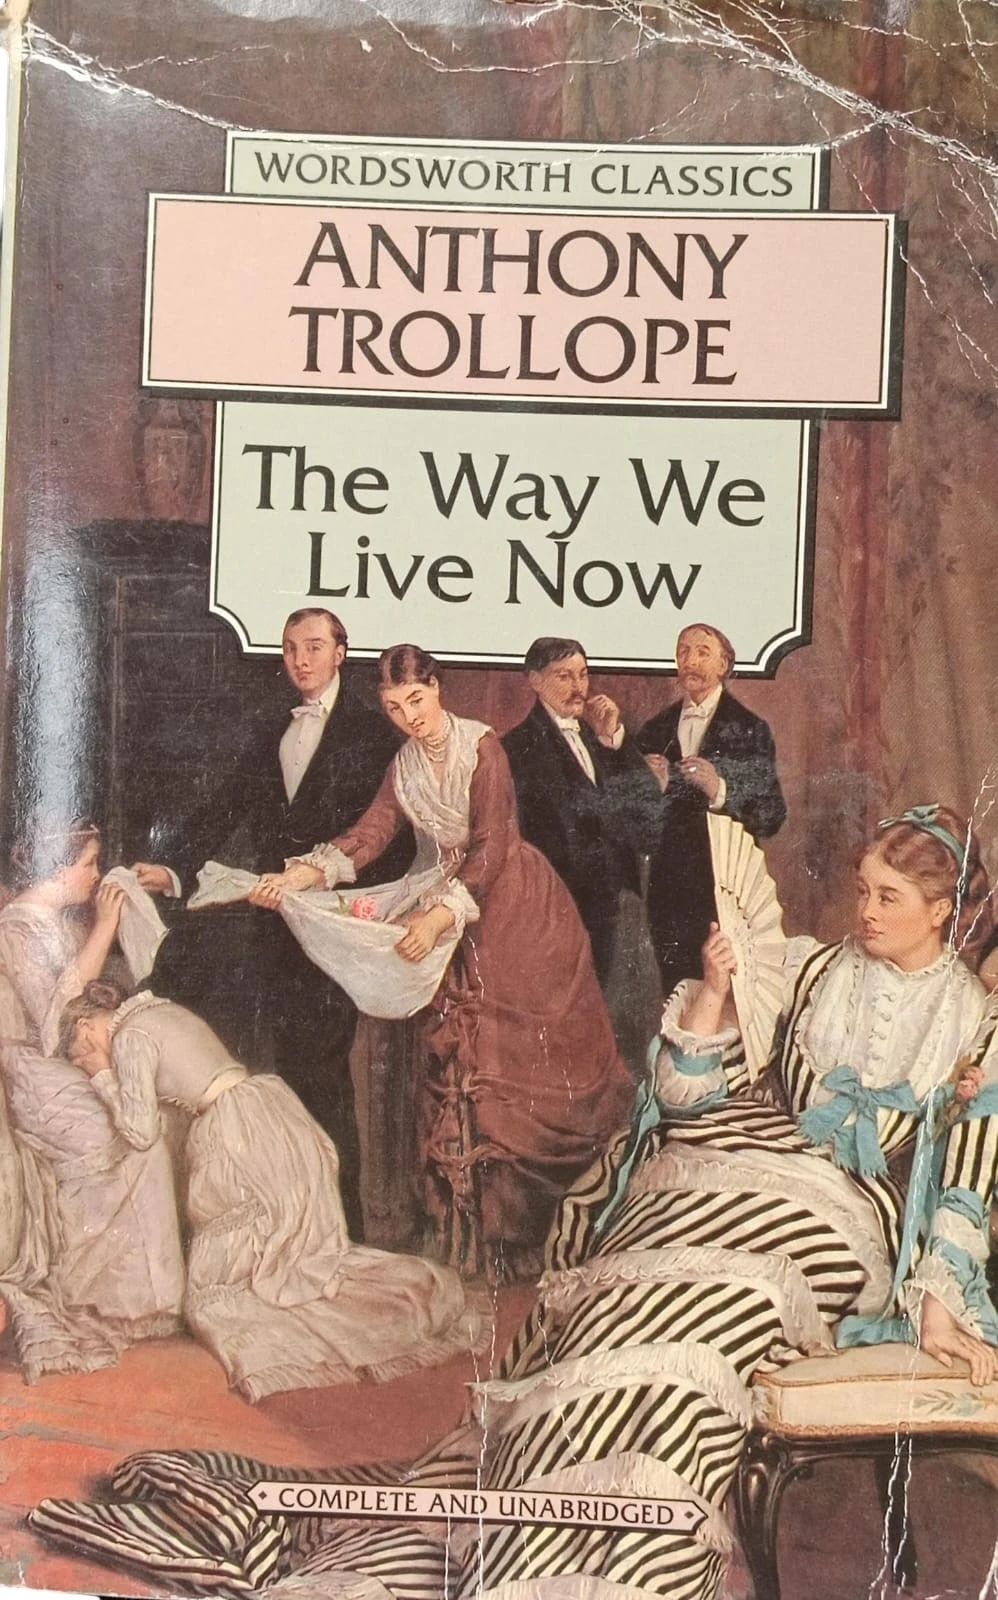 WORDSWORTH CLASSICS
ANTHONY
TROLLOPE
The Way We
Live Now
COMPLETE AND UNABRIDGED